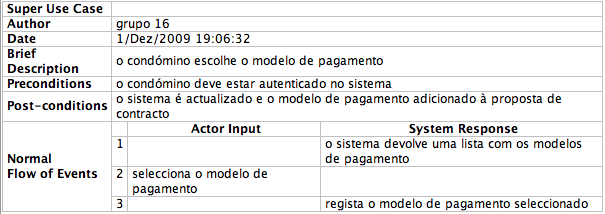 Super Use Case
Author grupo 16
Date 1/Dez/2009 19:06:32
Brief
Description o condómino escolhe o modelo de pagamento
Preconditions o condómino deve estar autenticado no sistema
Post-conditions o sistema é actualizado e o modelo de pagamento adicionado à proposta de
contracto
Normal
Flow of Events
Actor Input System Response
1 o sistema devolve uma lista com os modelos
de pagamento
2 selecciona o modelo de
pagamento
3 regista o modelo de pagamento seleccionado